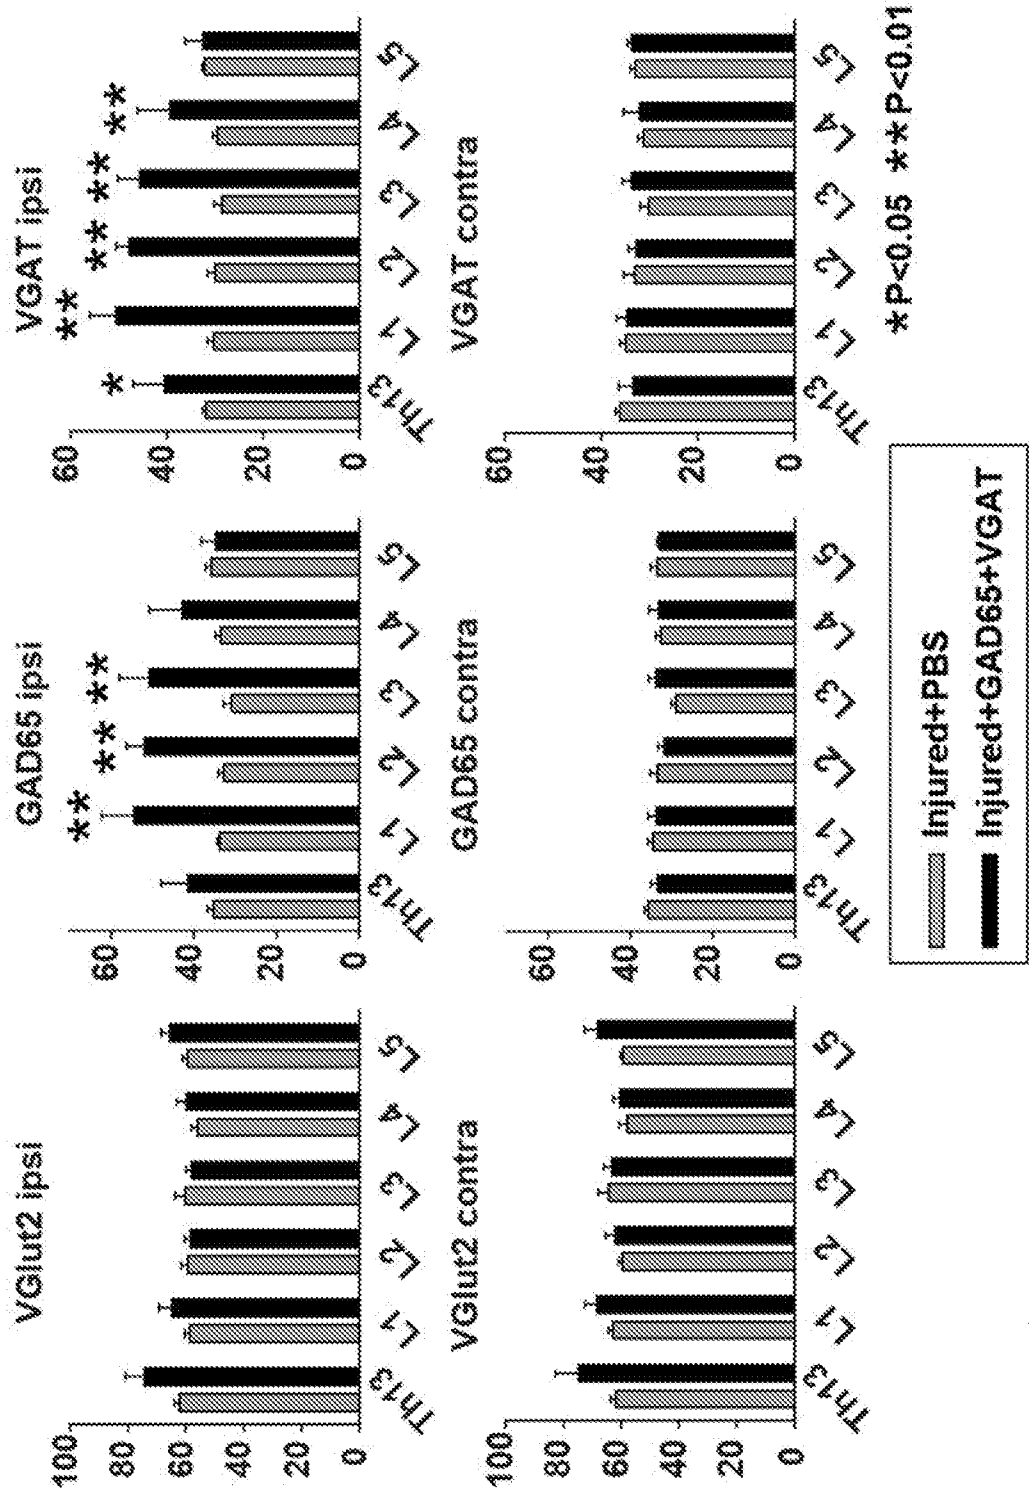 VGlut2 ipsi
100
80
60
40
20
0
Th13 L1 L2 L3 L4 L5
GAD65 ipsi
60
40
20
0
** ** **
Th13 L1 L2 L3 L4 L5
VGAT ipsi
60
40
20
0
* ** ** ** **
Th13 L1 L2 L3 L4 L5
VGlut2 contra
100
80
60
40
20
0
Th13 L1 L2 L3 L4 L5
GAD65 contra
60
40
20
0
Th13 L1 L2 L3 L4 L5
VGAT contra
60
40
20
0
Th13 L1 L2 L3 L4 L5
Injured+PBS
Injured+GAD65+VGAT
*P<0.05 **P<0.01